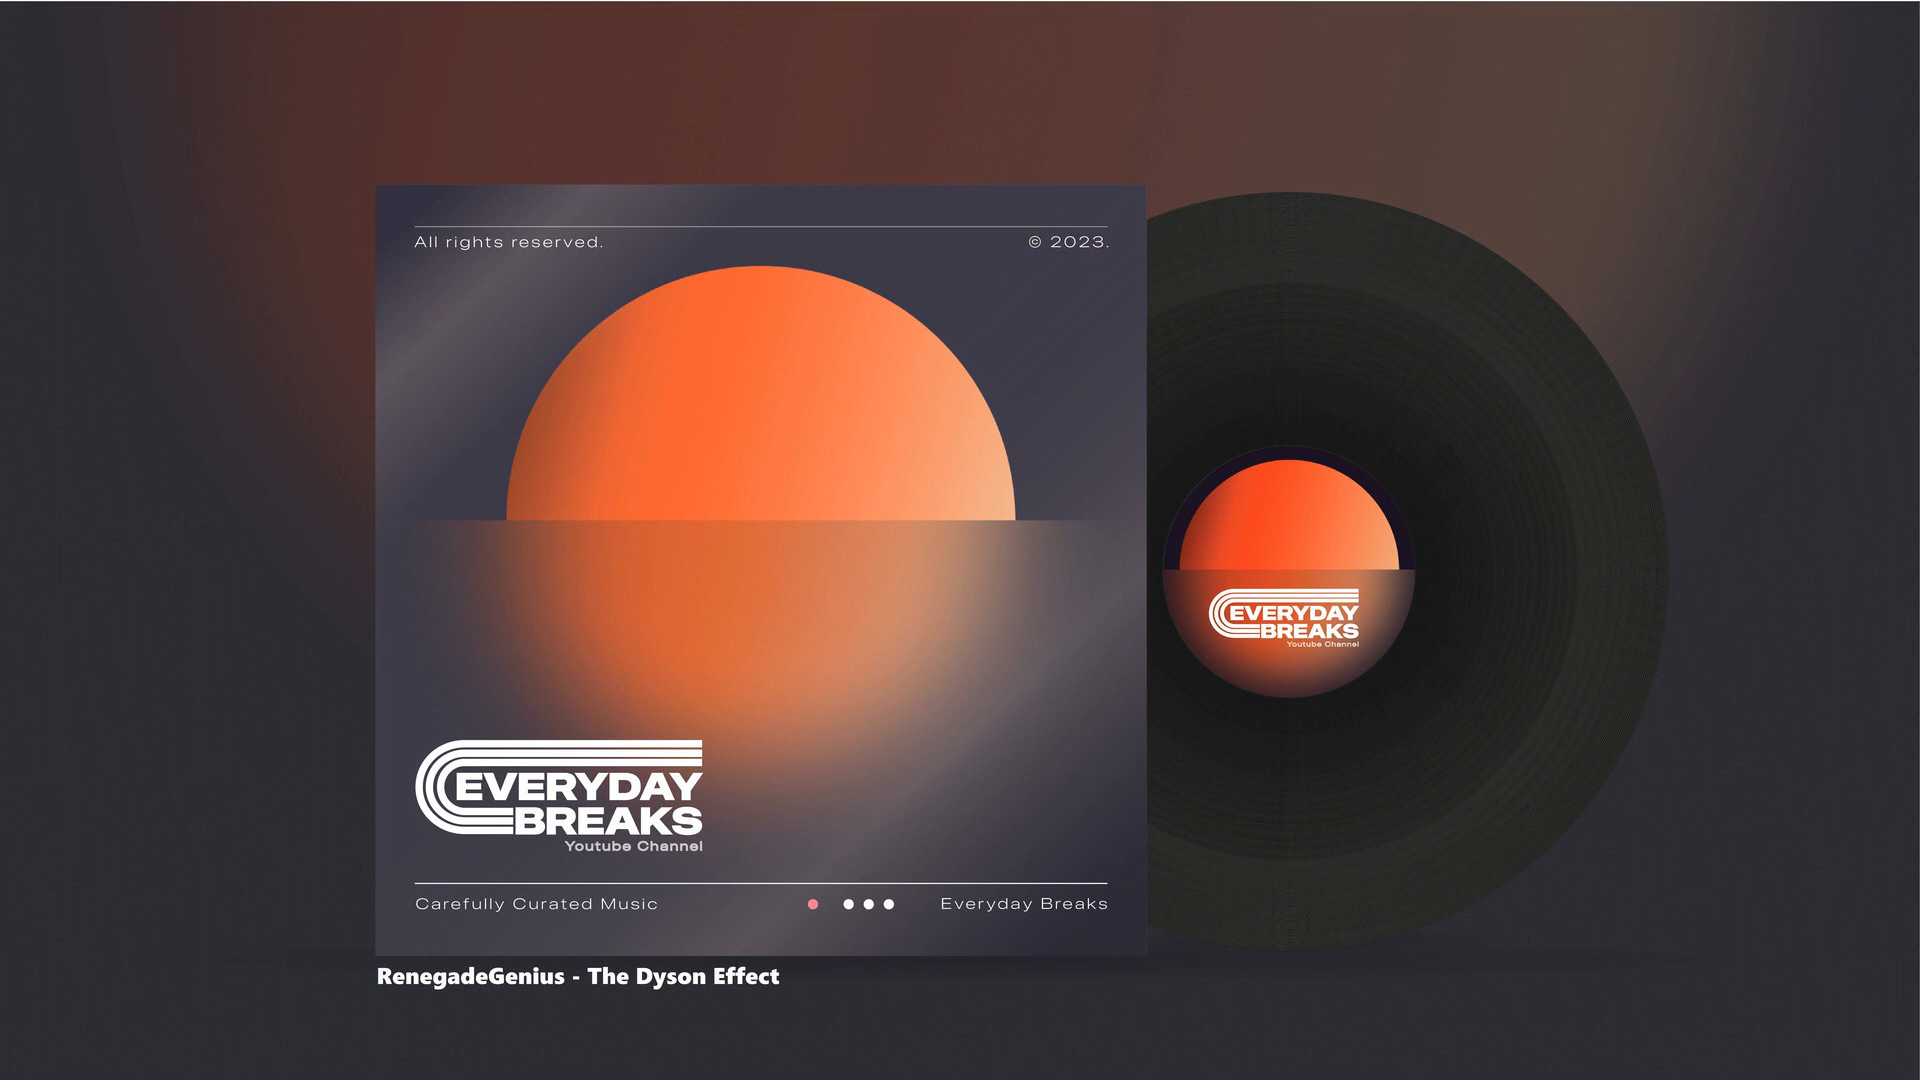 All rights reserved.
© 2023.
EVERYDAY
BREAKS
Youtube Channel
Carefully Curated Music
Everyday Breaks
RenegadeGenius - The Dyson Effect
EVERYDAY
BREAKS
Youtube Channel